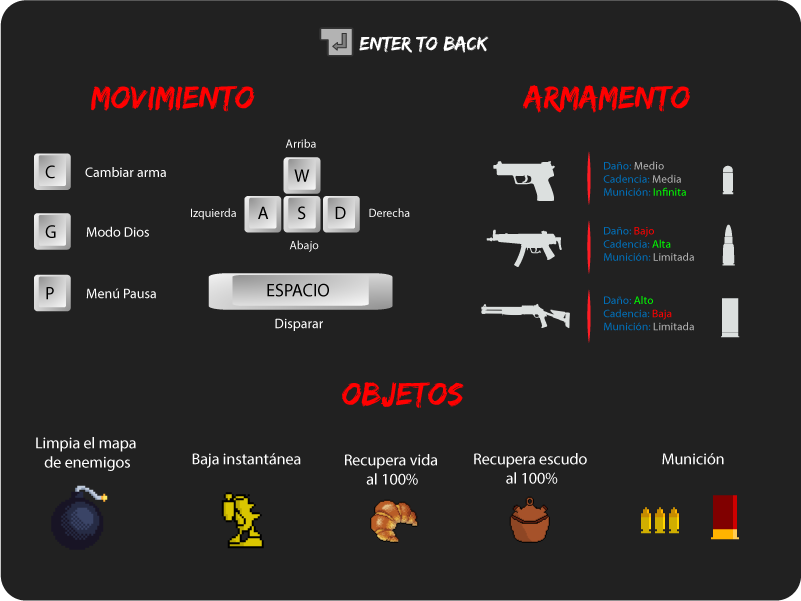 ENTER TO BACK
MOVIMIENTO
C
Cambiar arma
G
Modo Dios
P
Menú Pausa
Arriba
W
Izquierda
A
S
D
Derecha
Abajo
ESPACIO
Disparar
ARMAMENTO
Daño: Medio
Cadencia: Media
Munición: Infinita
Daño: Bajo
Cadencia: Alta
Munición: Limitada
Daño: Alto
Cadencia: Baja
Munición: Limitada
OBJETOS
Limpia el mapa
de enemigos
Baja instantánea
Recupera vida
al 100%
Recupera escudo
al 100%
Munición